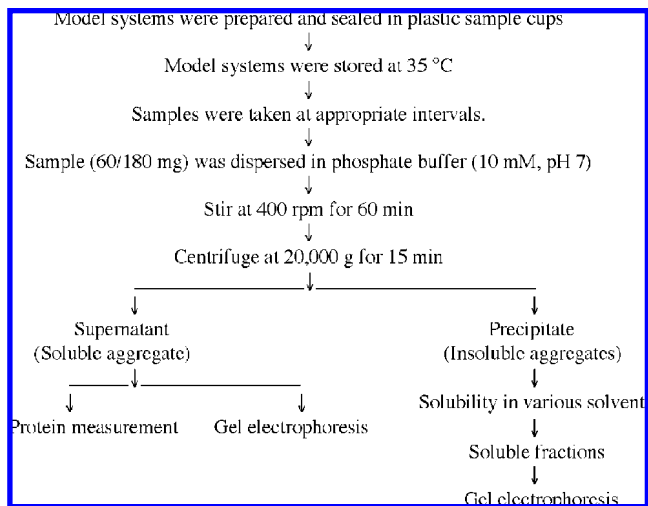 Model systems were prepared and sealed in plastic sample cups
Model systems were stored at 35 °C
Samples were taken at appropriate intervals.
Sample (60/180 mg) was dispersed in phosphate buffer (10 mM, pH 7)
Stir at 400 rpm for 60 min
Centrifuge at 20,000 g for 15 min
Supernatant
(Soluble aggregate)
Protein measurement
Gel electrophoresis
Precipitate
(Insoluble aggregates)
Solubility in various solvent
Soluble fractions
Gel electrophoresis